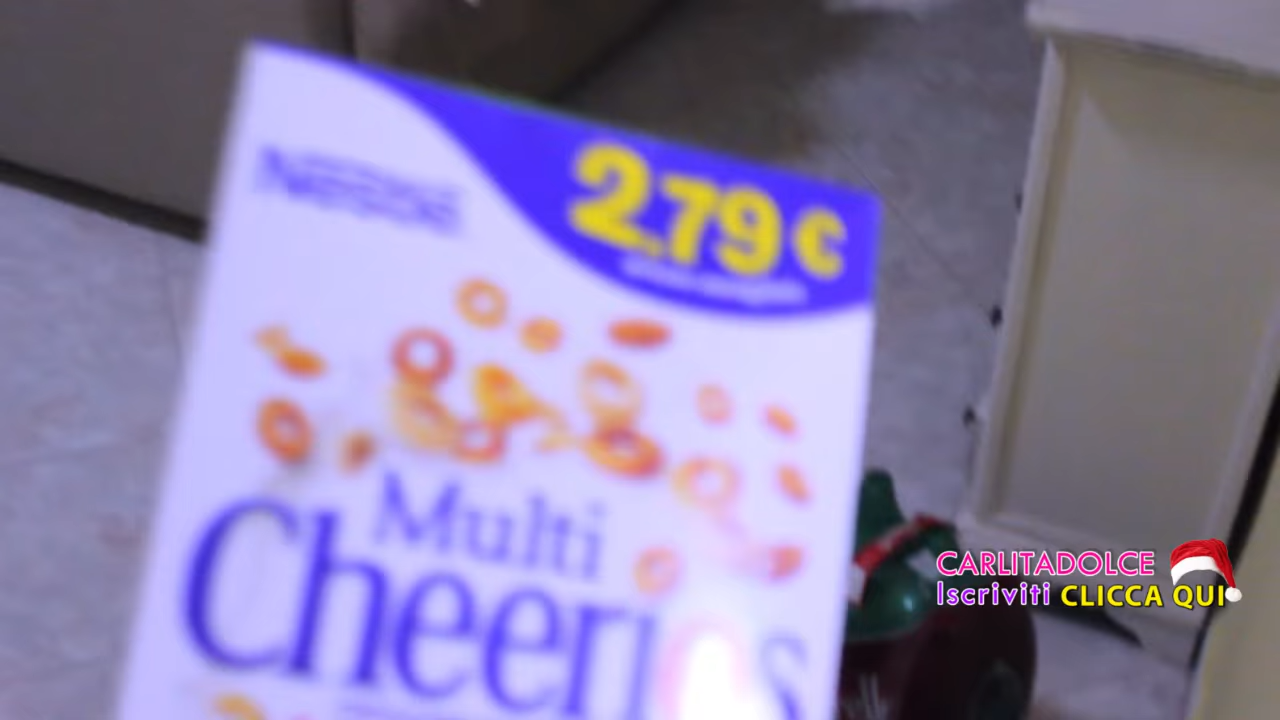 Nestlé
2,79 €
Multi
Cheerios
CARLITADOLCE
Iscriviti CLICCA QUI